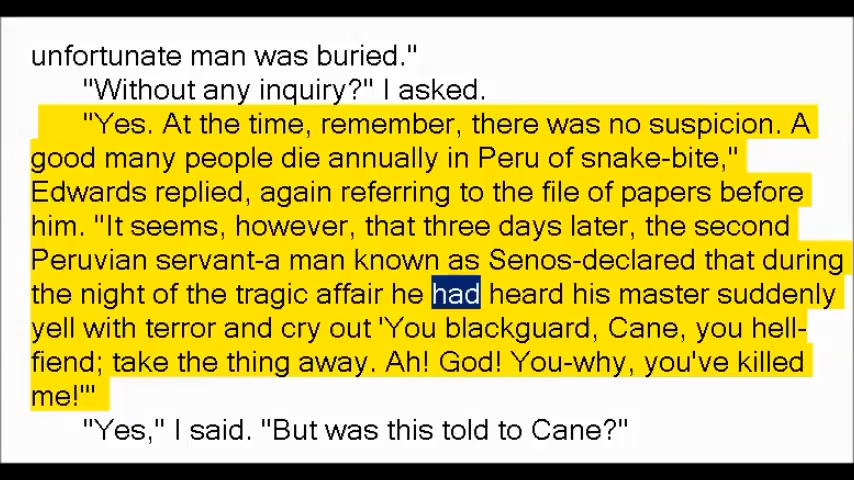 unfortunate man was buried."
"Without any inquiry?" I asked.
"Yes. At the time, remember, there was no suspicion. A
good many people die annually in Peru of snake-bite,"
Edwards replied, again referring to the file of papers before
him. "It seems, however, that three days later, the second
Peruvian servant-a man known as Senos-declared that during
the night of the tragic affair he had heard his master suddenly
yell with terror and cry out 'You blackguard, Cane, you hell-
fiend; take the thing away. Ah! God! You-why, you've killed
me!'"
"Yes," I said. "But was this told to Cane?"